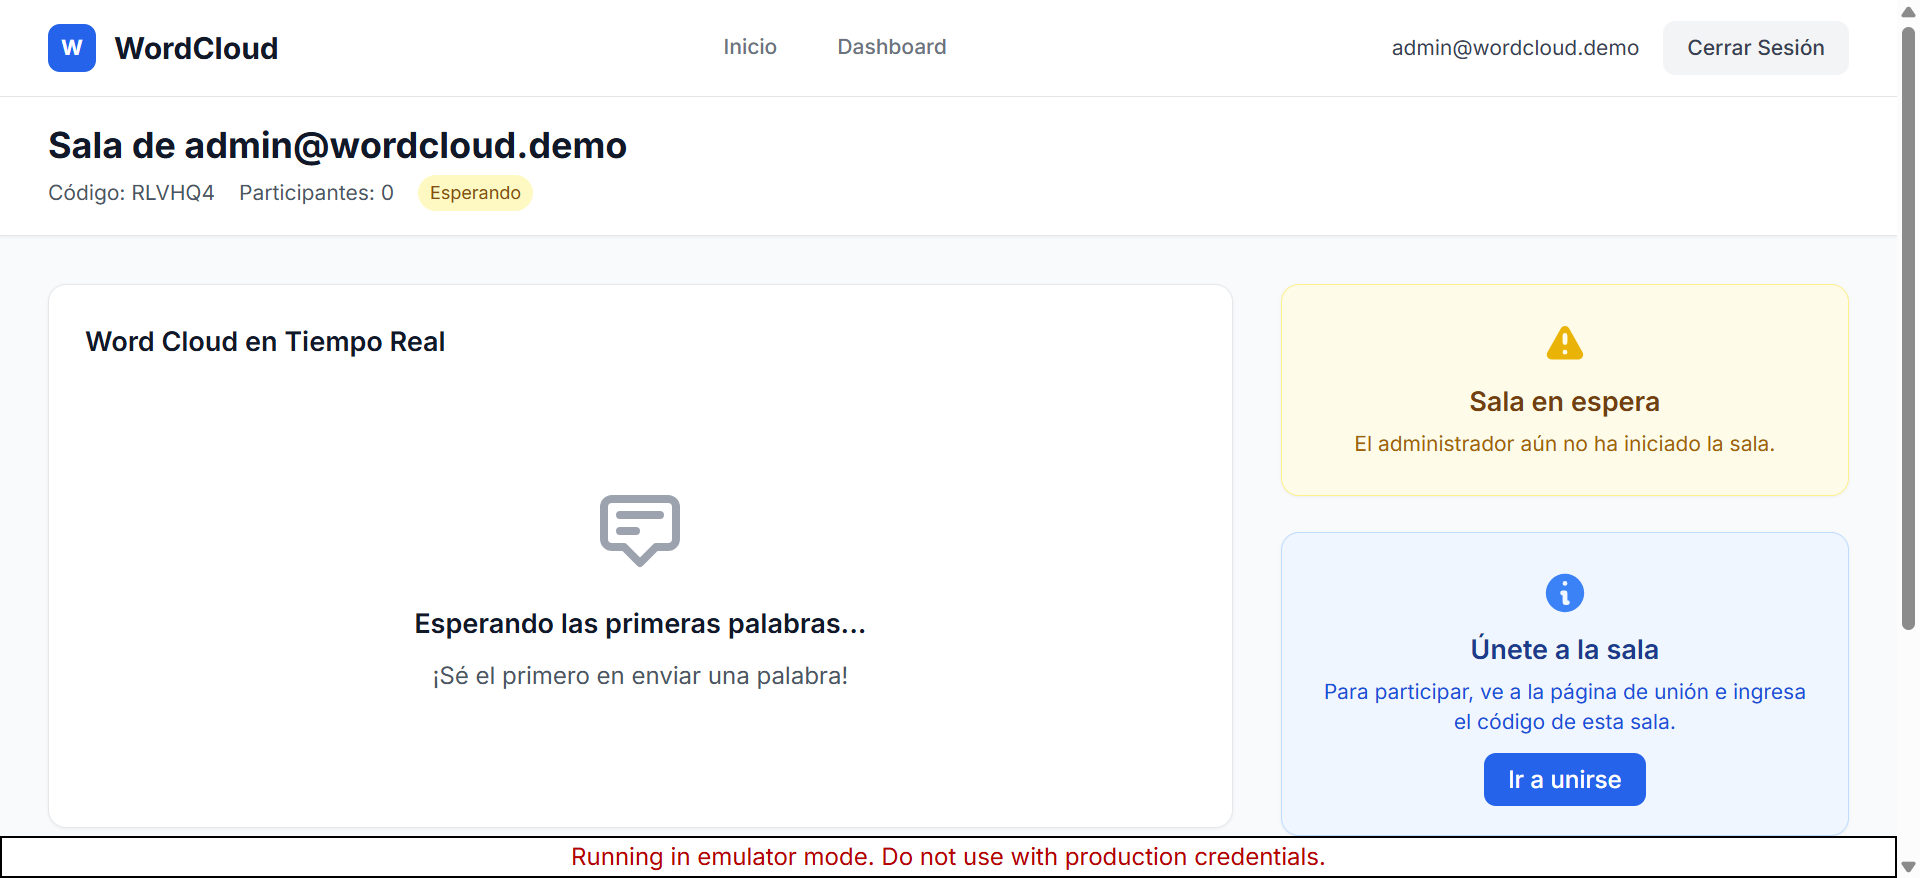 W WordCloud
Inicio
Dashboard
admin@wordcloud.demo
Cerrar Sesión
Sala de admin@wordcloud.demo
Código: RLVHQ4
Participantes: 0
Esperando
Word Cloud en Tiempo Real
Esperando las primeras palabras...
¡Sé el primero en enviar una palabra!
Sala en espera
El administrador aún no ha iniciado la sala.
Únete a la sala
Para participar, ve a la página de unión e ingresa
el código de esta sala.
Ir a unirse
Running in emulator mode. Do not use with production credentials.